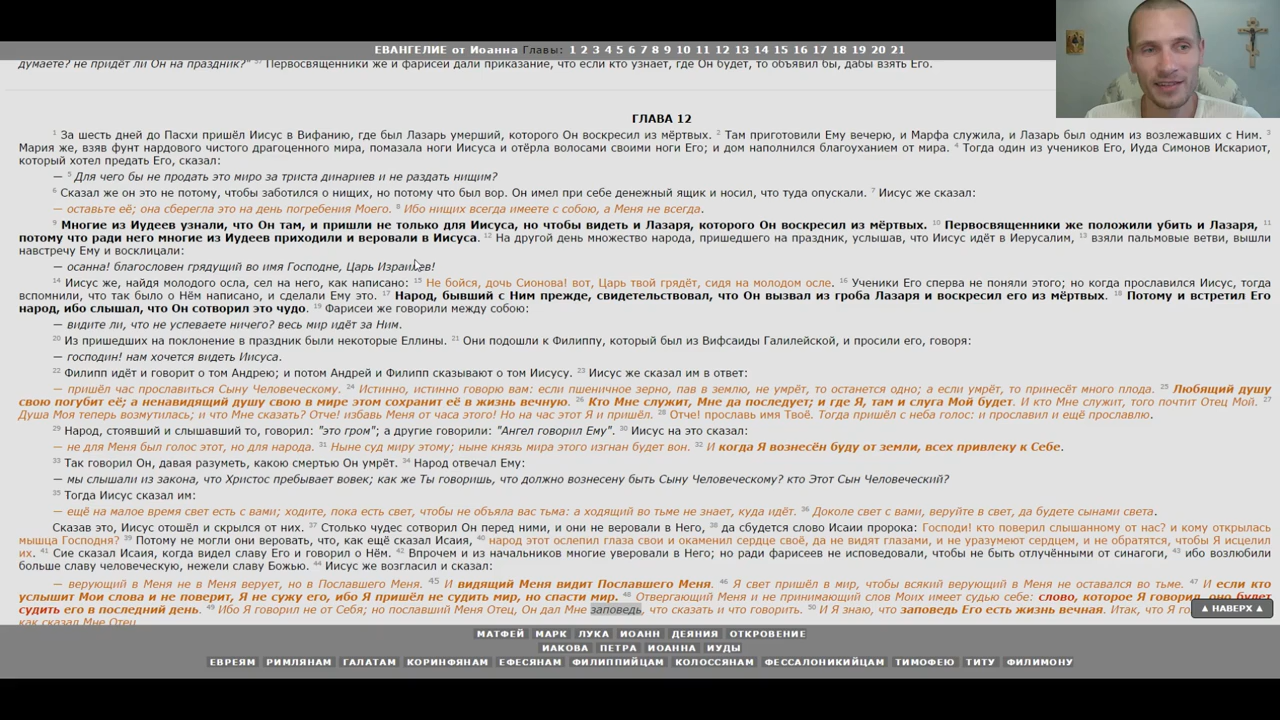 ЕВАНГЕЛИЕ от Иоанна Главы: 1 2 3 4 5 6 7 8 9 10 11 12 13 14 15 16 17 18 19 20 21
думаете? не придёт ли Он на праздник?" 57 Первосвященники же и фарисеи дали приказание, что если кто узнает, где Он будет, то объявил бы, дабы взять Его.
ГЛАВА 12
1 За шесть дней до Пасхи пришёл Иисус в Вифанию, где был Лазарь умерший, которого Он воскресил из мёртвых. 2 Там приготовили Ему вечерю, и Марфа служила, и Лазарь был одним из возлежавших с Ним. 3
Мария же, взяв фунт нардового чистого драгоценного мира, помазала ноги Иисуса и отёрла волосами своими ноги Его; и дом наполнился благоуханием от мира. 4 Тогда один из учеников Его, Иуда Симонов Искариот,
который хотел предать Его, сказал:
— 5 Для чего бы не продать это миро за триста динариев и не раздать нищим?
6 Сказал же он это не потому, чтобы заботился о нищих, но потому что был вор. Он имел при себе денежный ящик и носил, что туда опускали. 7 Иисус же сказал:
— оставьте её; она сберегла это на день погребения Моего. 8 Ибо нищих всегда имеете с собою, а Меня не всегда.
9 Многие из Иудеев узнали, что Он там, и пришли не только для Иисуса, но чтобы видеть и Лазаря, которого Он воскресил из мёртвых. 10 Первосвященники же положили убить и Лазаря, 11
потому что ради него многие из Иудеев приходили и веровали в Иисуса. 12 На другой день множество народа, пришедшего на праздник, услышав, что Иисус идёт в Иерусалим, 13 взяли пальмовые ветви, вышли
навстречу Ему и восклицали:
— осанна! благословен грядущий во имя Господне, Царь Израилев!
14 Иисус же, найдя молодого осла, сел на него, как написано: 15 Не бойся, дочь Сионова! вот, Царь твой грядёт, сидя на молодом осле. 16 Ученики Его сперва не поняли этого; но когда прославился Иисус, тогда
вспомнили, что так было о Нём написано, и сделали Ему это. 17 Народ, бывший с Ним прежде, свидетельствовал, что Он вызвал из гроба Лазаря и воскресил его из мёртвых. 18 Потому и встретил Его
народ, ибо слышал, что Он сотворил это чудо. 19 Фарисеи же говорили между собою:
— видите ли, что не успеваете ничего? весь мир идёт за Ним.
20 Из пришедших на поклонение в праздник были некоторые Еллины. 21 Они подошли к Филиппу, который был из Вифсаиды Галилейской, и просили его, говоря:
— господин! нам хочется видеть Иисуса.
22 Филипп идёт и говорит о том Андрею; и потом Андрей и Филипп сказывают о том Иисусу. 23 Иисус же сказал им в ответ:
— пришёл час прославиться Сыну Человеческому. 24 Истинно, истинно говорю вам: если пшеничное зерно, пав в землю, не умрёт, то останется одно; а если умрёт, то принесёт много плода. 25 Любящий душу
свою погубит её; а ненавидящий душу свою в мире этом сохранит её в жизнь вечную. 26 Кто Мне служит, Мне да последует; и где Я, там и слуга Мой будет. И кто Мне служит, того почтит Отец Мой. 27
Душа Моя теперь возмутилась; и что Мне сказать? Отче! избавь Меня от часа этого! Но на час этот Я и пришёл. 28 Отче! прославь имя Твоё. Тогда пришёл с неба голос: и прославил и ещё прославлю.
29 Народ, стоявший и слышавший то, говорил: "это гром"; а другие говорили: "Ангел говорил Ему". 30 Иисус на это сказал:
— не для Меня был голос этот, но для народа. 31 Ныне суд миру этому; ныне князь мира этого изгнан будет вон. 32 И когда Я вознесён буду от земли, всех привлеку к Себе.
33 Так говорил Он, давая разуметь, какою смертью Он умрёт. 34 Народ отвечал Ему:
— мы слышали из закона, что Христос пребывает вовек; как же Ты говоришь, что должно вознесену быть Сыну Человеческому? кто Этот Сын Человеческий?
35 Тогда Иисус сказал им:
— ещё на малое время свет есть с вами; ходите, пока есть свет, чтобы не объяла вас тьма: а ходящий во тьме не знает, куда идёт. 36 Доколе свет с вами, веруйте в свет, да будете сынами света.
Сказав это, Иисус отошёл и скрылся от них. 37 Столько чудес сотворил Он перед ними, и они не веровали в Него, 38 да сбудется слово Исаии пророка: Господи! кто поверил слышанному от нас? и кому открылась
мышца Господня? 39 Потому не могли они веровать, что, как ещё сказал Исаия, 40 народ этот ослепил глаза свои и окаменил сердце своё, да не видят глазами, и не уразумеют сердцем, и не обратятся, чтобы Я исцелил
их. 41 Сие сказал Исаия, когда видел славу Его и говорил о Нём. 42 Впрочем и из начальников многие уверовали в Него; но ради фарисеев не исповедовали, чтобы не быть отлучёнными от синагоги, 43 ибо возлюбили
больше славу человеческую, нежели славу Божью. 44 Иисус же возгласил и сказал:
— верующий в Меня не в Меня верует, но в Пославшего Меня. 45 И видящий Меня видит Пославшего Меня. 46 Я свет пришёл в мир, чтобы всякий верующий в Меня не оставался во тьме. 47 И если кто
услышит Мои слова и не поверит, Я не сужу его, ибо Я пришёл не судить мир, но спасти мир. 48 Отвергающий Меня и не принимающий слов Моих имеет судью себе: слово, которое Я говорил, оно будет
судить его в последний день. 49 Ибо Я говорил не от Себя; но пославший Меня Отец, Он дал Мне заповедь, что сказать и что говорить. 50 И Я знаю, что заповедь Его есть жизнь вечная. Итак, что Я го
как сказал Мне Отец
▲ НАВЕРХ ▲
МАТФЕЙ МАРК ЛУКА ИОАНН ДЕЯНИЯ ОТКРОВЕНИЕ
ИАКОВА ПЕТРА ИОАННА ИУДЫ
ЕВРЕЯМ РИМЛЯНАМ ГАЛАТАМ КОРИНФЯНАМ ЕФЕСЯНАМ ФИЛИППИЙЦАМ КОЛОССЯНАМ ФЕССАЛОНИКИЙЦАМ ТИМОФЕЮ ТИТУ ФИЛИМОНУ